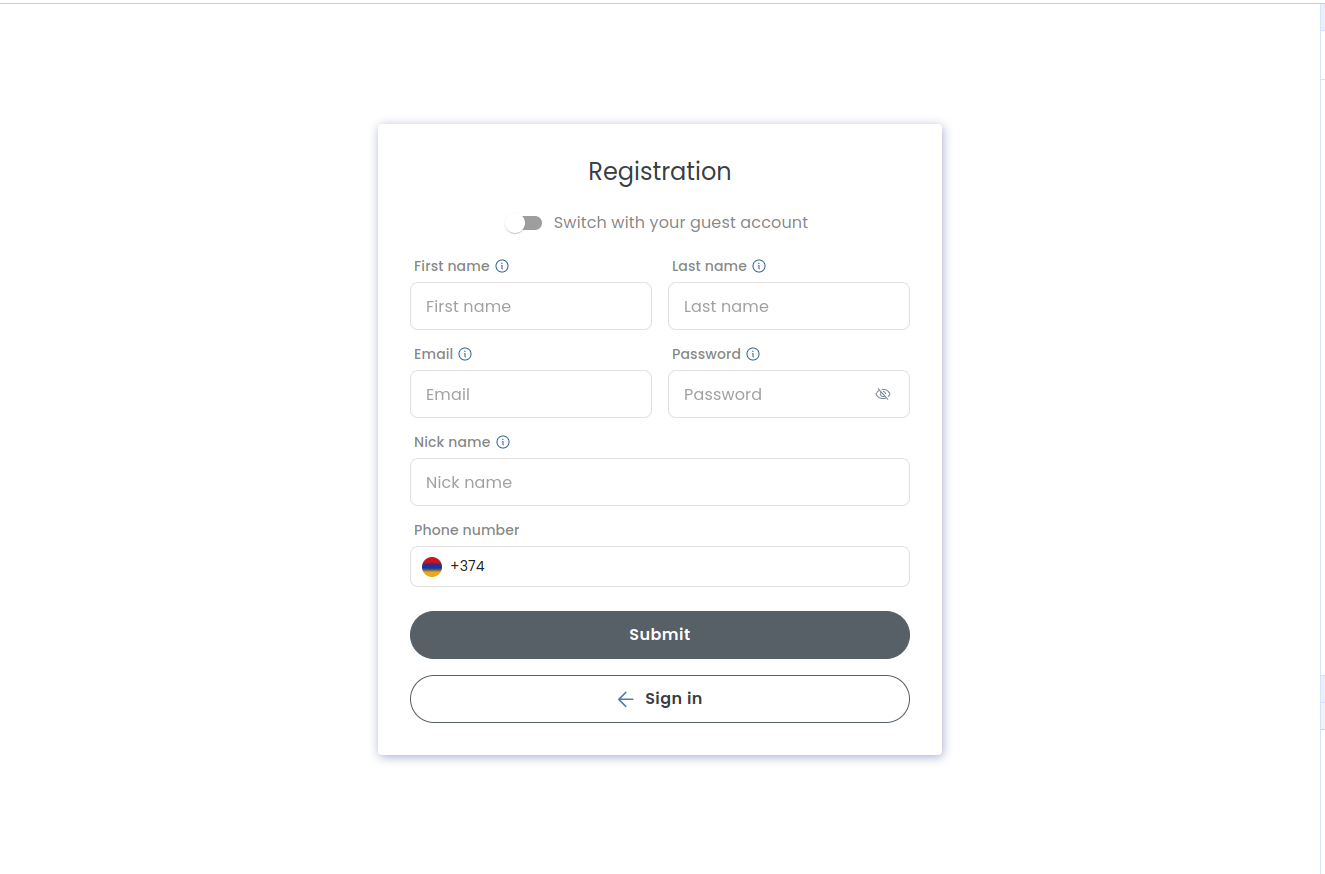 Registration
Switch with your guest account
First name
Last name
First name
Last name
Email
Password
Email
Password
Nick name
Nick name
Phone number
+374
Submit
Sign in